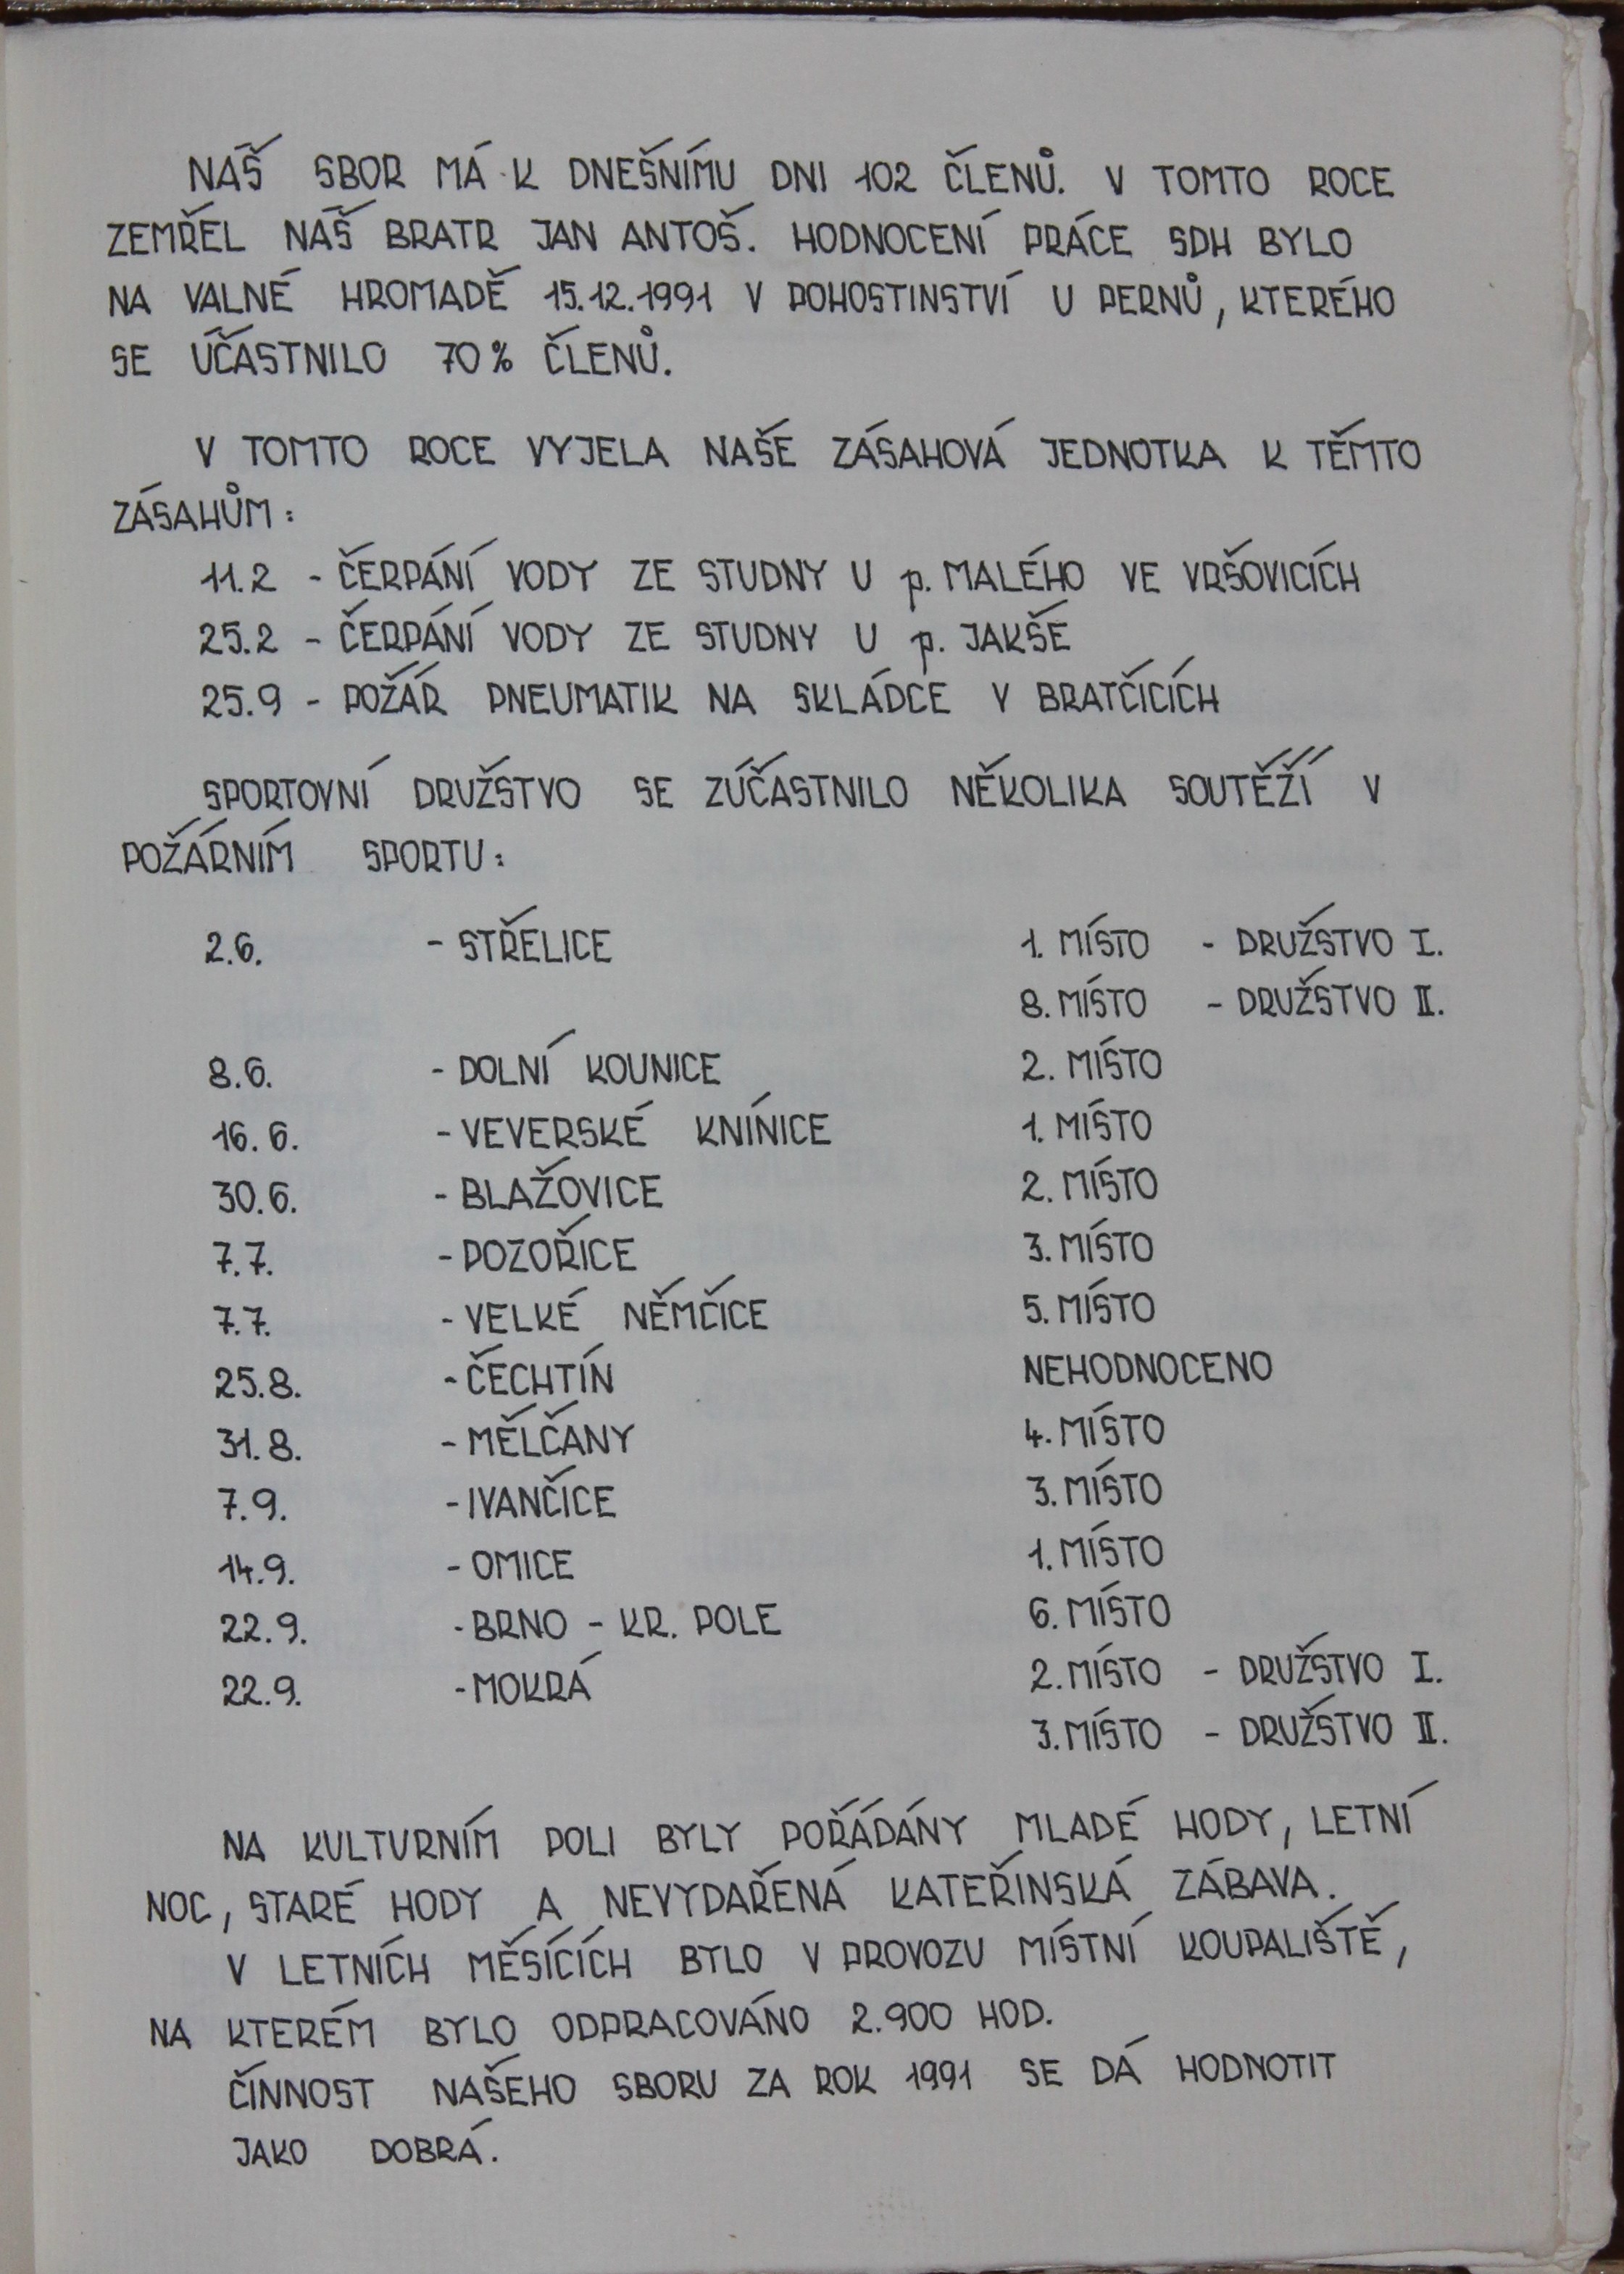 NÁŠ SBOR MÁ K DNEŠNÍMU DNI 102 ČLENŮ. V TOMTO ROCE
ZEMŘEL NÁŠ BRATR JAN ANTOŠ. HODNOCENÍ PRÁCE SDH BYLO
NA VALNÉ HROMADĚ 15.12.1991 V POHOSTINSTVÍ U PERNŮ, KTERÉHO
SE ÚČASTNILO 70% ČLENŮ.
V TOMTO ROCE VYJELA NAŠE ZÁSAHOVÁ JEDNOTKA K TĚMTO
ZÁSAHŮM:
11.2 - ČERPÁNÍ VODY ZE STUDNY U p. MALÉHO VE VRŠOVICÍCH
25.2 - ČERPÁNÍ VODY ZE STUDNY U p. JAKŠE
25.9 - POŽÁR PNEUMATIK NA SKLÁDCE V BRATČICÍCH
SPORTOVNÍ DRUŽSTVO SE ZÚČASTNILO NĚKOLIKA SOUTĚŽÍ V
POŽÁRNÍM SPORTU:
2.6. - STŘELICE 1. MÍSTO - DRUŽSTVO I.
8. MÍSTO - DRUŽSTVO II.
8.6. - DOLNÍ KOUNICE 2. MÍSTO
16.6. - VEVERSKÉ KNÍNICE 1. MÍSTO
30.6. - BLAŽOVICE 2. MÍSTO
7.7. - POZOŘICE 3. MÍSTO
7.7. - VELKÉ NĚMČICE 5. MÍSTO
25.8. - ČECHTÍN NEHODNOCENO
31.8. - MĚLČANY 4. MÍSTO
7.9. - IVANČICE 3. MÍSTO
14.9. - OMICE 1. MÍSTO
22.9. - BRNO - KR. POLE 6. MÍSTO
22.9. - MOKRÁ 2. MÍSTO - DRUŽSTVO I.
3. MÍSTO - DRUŽSTVO II.
NA KULTURNÍM POLI BYLY POŘÁDÁNY MLADÉ HODY, LETNÍ
NOC, STARÉ HODY A NEVYDAŘENÁ KATEŘINSKÁ ZÁBAVA.
V LETNÍCH MĚSÍCÍCH BYLO V PROVOZU MÍSTNÍ KOUPALIŠTĚ,
NA KTERÉM BYLO ODPRACOVÁNO 2.900 HOD.
ČINNOST NAŠEHO SBORU ZA ROK 1991 SE DÁ HODNOTIT
JAKO DOBRÁ.